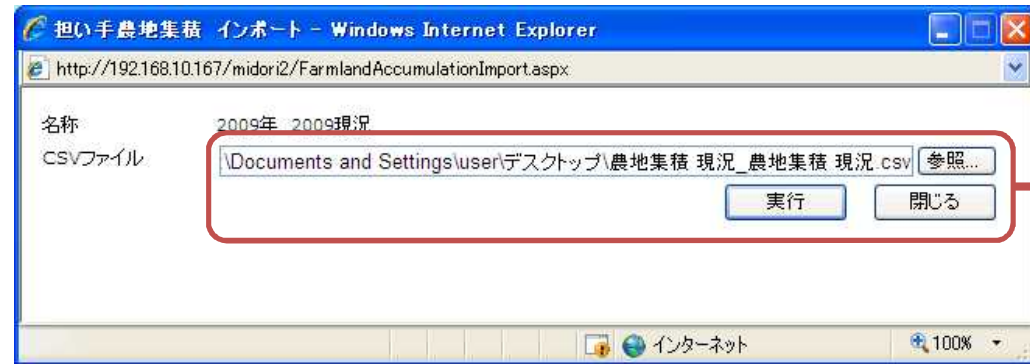 担い手農地集積 インポート - Windows Internet Explorer
http://192.168.10.167/midori2/FarmlandAccumulationImport.aspx
名称 2009年 2009現況
CSVファイル \Documents and Settings\user\デスクトップ\農地集積 現況_農地集積 現況.csv 参照...
実行 閉じる
インターネット 100%